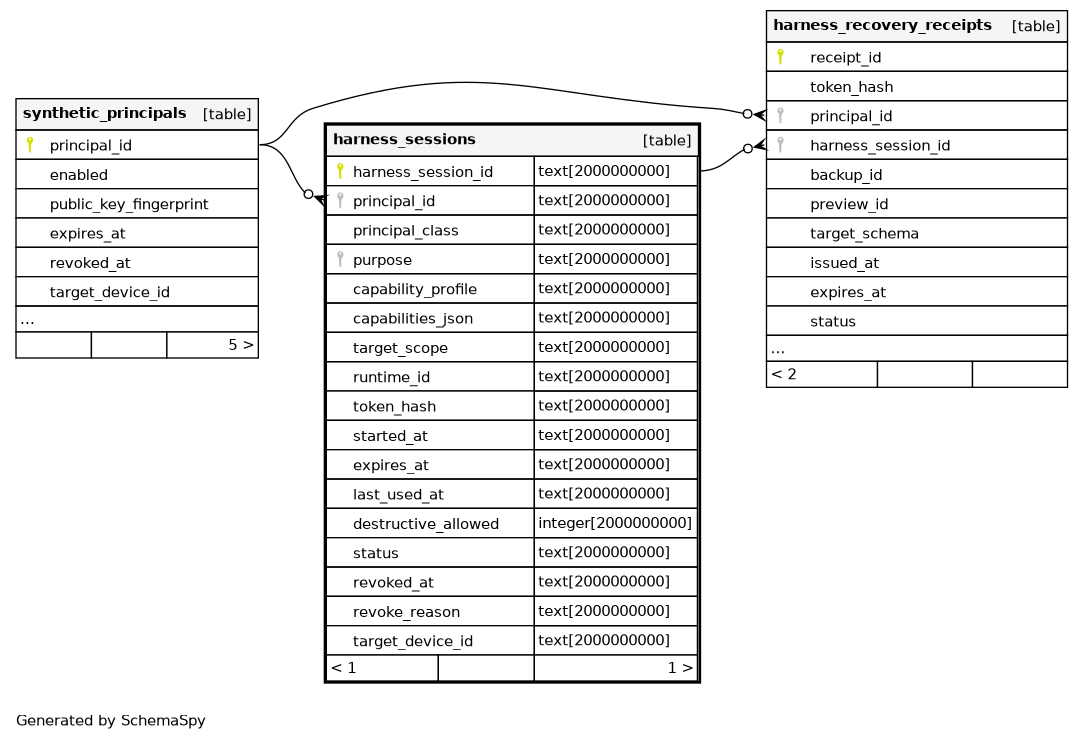 synthetic_principals [table]
principal_id
enabled
public_key_fingerprint
expires_at
revoked_at
target_device_id
...
5 >
harness_sessions [table]
harness_session_id text[2000000000]
principal_id text[2000000000]
principal_class text[2000000000]
purpose text[2000000000]
capability_profile text[2000000000]
capabilities_json text[2000000000]
target_scope text[2000000000]
runtime_id text[2000000000]
token_hash text[2000000000]
started_at text[2000000000]
expires_at text[2000000000]
last_used_at text[2000000000]
destructive_allowed integer[2000000000]
status text[2000000000]
revoked_at text[2000000000]
revoke_reason text[2000000000]
target_device_id text[2000000000]
< 1 1 >
harness_recovery_receipts [table]
receipt_id
token_hash
principal_id
harness_session_id
backup_id
preview_id
target_schema
issued_at
expires_at
status
...
< 2
Generated by SchemaSpy